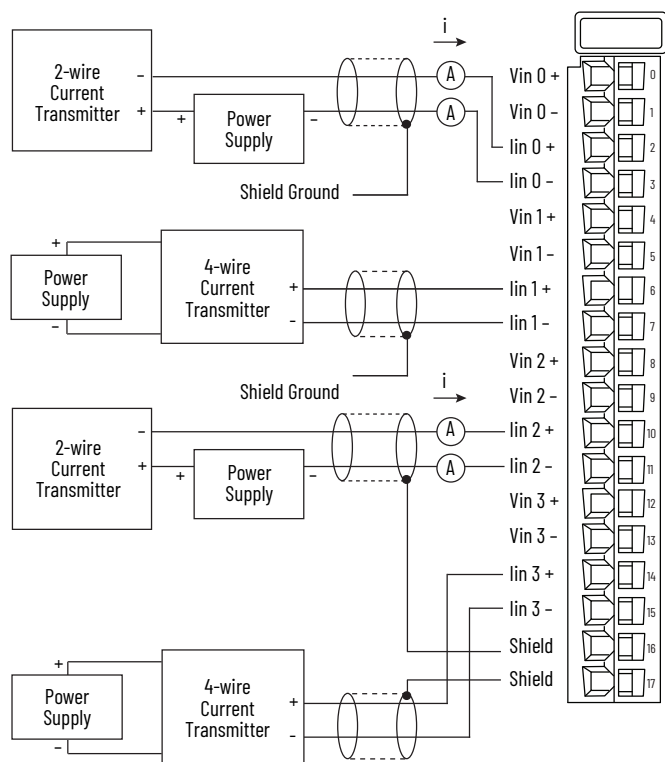 i
2-wire
Current
Transmitter
-
+
+
Power
Supply
-
A
A
Shield Ground
Vin 0 +
Vin 0 -
Iin 0 +
Iin 0 -
Vin 1 +
Vin 1 -
Iin 1 +
Iin 1 -
Vin 2 +
Vin 2 -
Iin 2 +
Iin 2 -
Vin 3 +
Vin 3 -
Iin 3 +
Iin 3 -
Shield
Shield
0
1
2
3
4
5
6
7
8
9
10
11
12
13
14
15
16
17
+
Power
Supply
-
4-wire
Current
Transmitter
+
-
Shield Ground
i
2-wire
Current
Transmitter
-
+
+
Power
Supply
-
A
A
+
Power
Supply
-
4-wire
Current
Transmitter
+
-